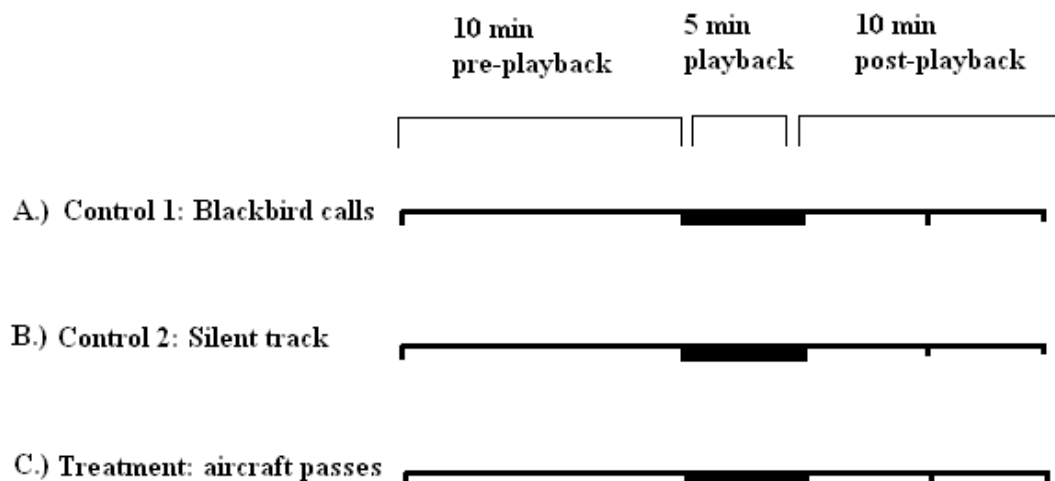 10 min
pre-playback
5 min
playback
10 min
post-playback
A.) Control 1: Blackbird calls
B.) Control 2: Silent track
C.) Treatment: aircraft passes